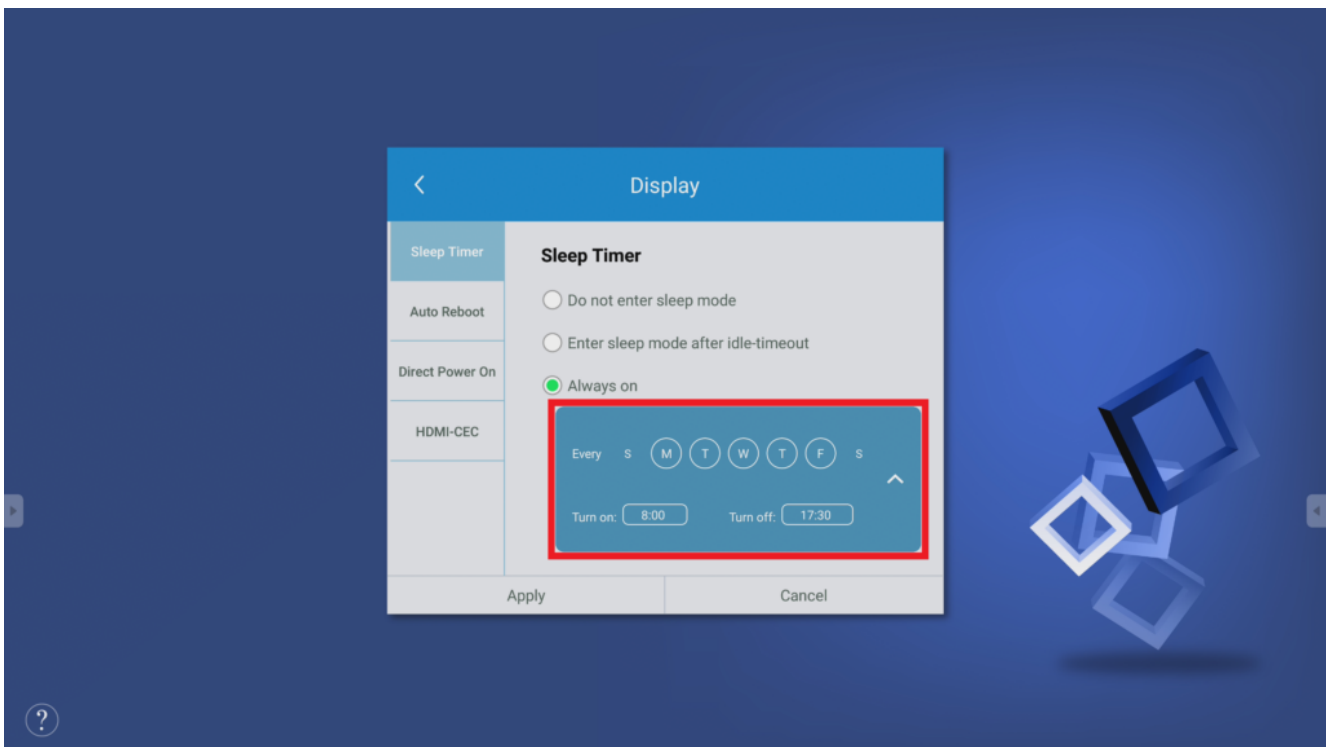 Display
Sleep Timer
Auto Reboot
Direct Power On
HDMI-CEC
Sleep Timer
Do not enter sleep mode
Enter sleep mode after idle-timeout
Always on
Every S M T W T F S
Turn on: 8:00 Turn off: 17:30
Apply Cancel
?